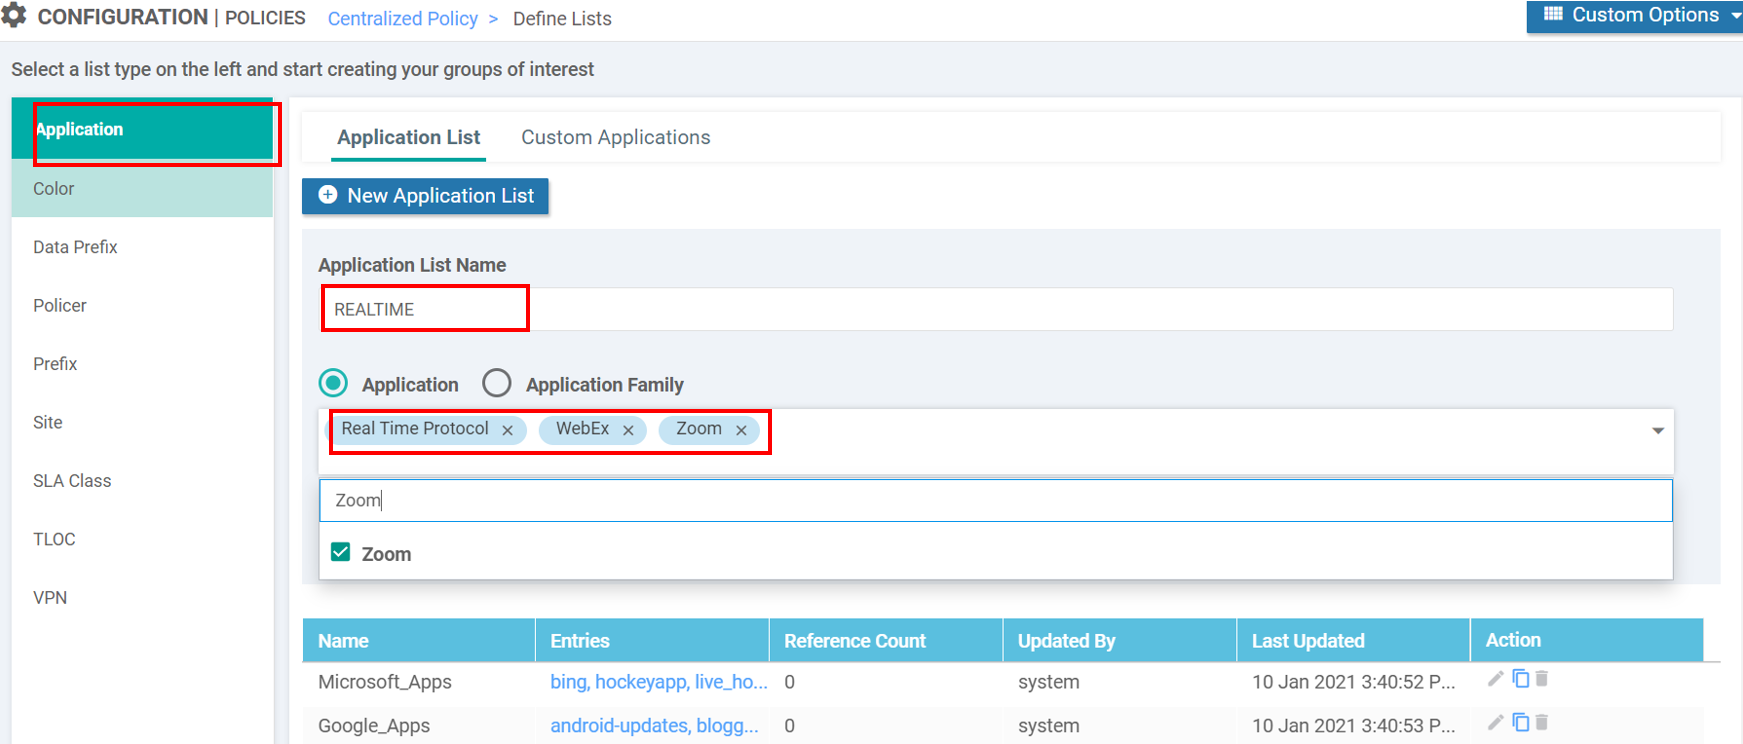 CONFIGURATION | POLICIES Centralized Policy > Define Lists
Custom Options
Select a list type on the left and start creating your groups of interest
Application
Color
Data Prefix
Policer
Prefix
Site
SLA Class
TLOC
VPN
Application List Custom Applications
New Application List
Application List Name
REALTIME
Application Application Family
Real Time Protocol × WebEx × Zoom ×
Zoom
Zoom
Name Entries Reference Count Updated By Last Updated Action
Microsoft_Apps bing, hockeyapp, live_ho... 0 system 10 Jan 2021 3:40:52 P...
Google_Apps android-updates, blogg... 0 system 10 Jan 2021 3:40:53 P...